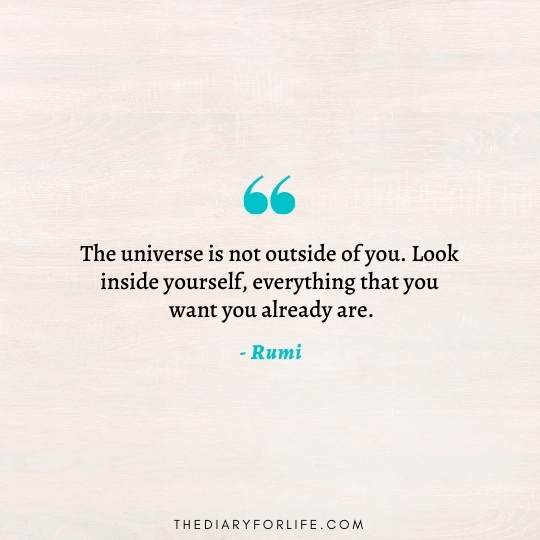 The universe is not outside of you. Look
inside yourself, everything that you
want you already are.
- Rumi
THEDIARYFORLIFE.COM